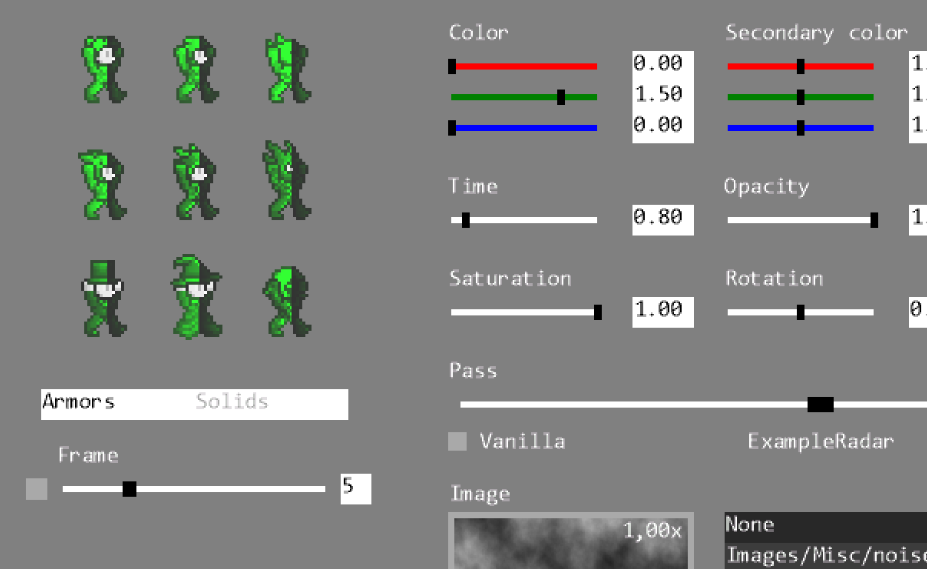 Color
Secondary color
0.00
1.
1.50
1.
0.00
1.
Time
Opacity
0.80
1.
Saturation
Rotation
1.00
0.
Pass
Armors Solids
Vanilla
ExampleRadar
Frame
5
Image
1,00x
None
Images/Misc/noise